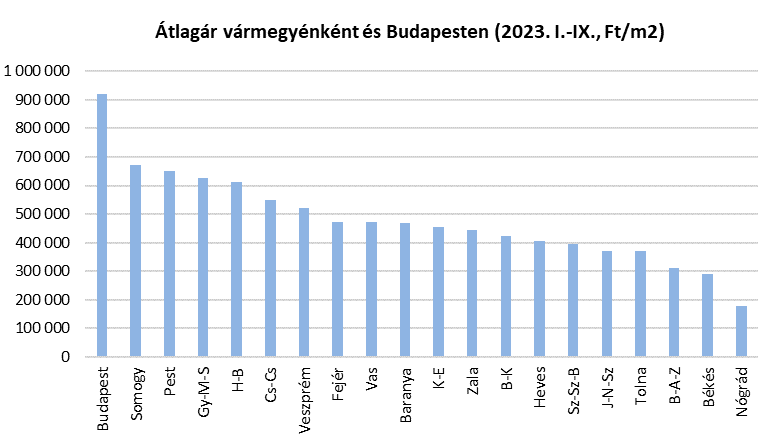 Átlagár vármegyénként és Budapesten (2023. I.-IX., Ft/m2)
1 000 000
900 000
800 000
700 000
600 000
500 000
400 000
300 000
200 000
100 000
0
Budapest
Somogy
Pest
Gy-M-S
H-B
Cs-Cs
Veszprém
Fejér
Vas
Baranya
K-E
Zala
B-K
Heves
Sz-Sz-B
J-N-Sz
Tolna
B-A-Z
Békés
Nógrád